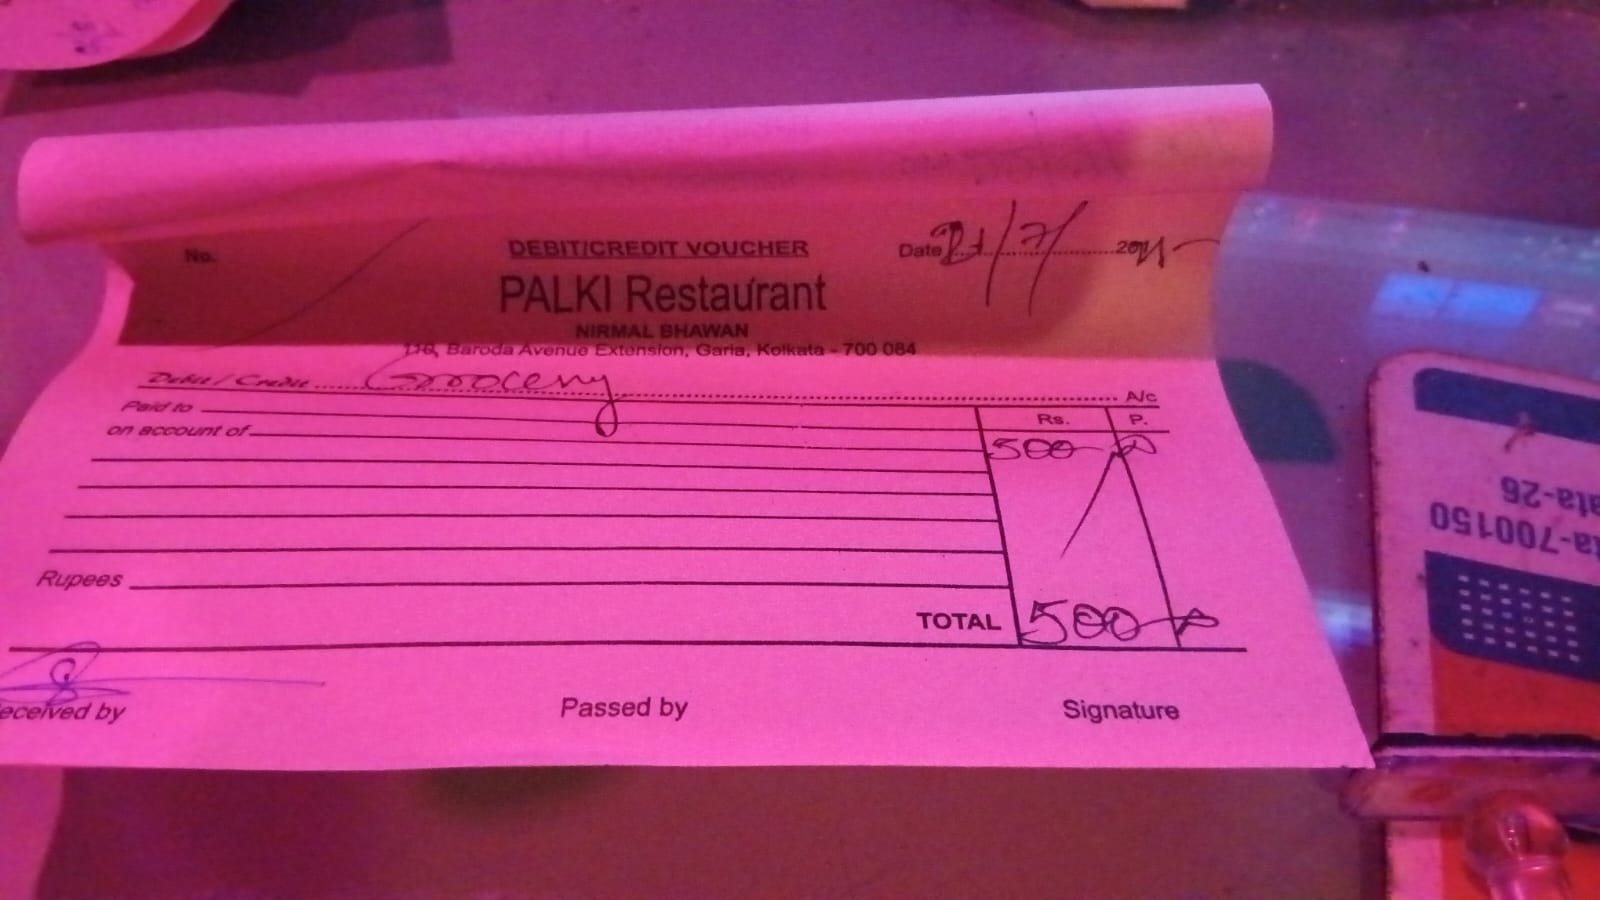 No.
DEBIT/CREDIT VOUCHER
Date 21/7/ 20
PALKI Restaurant
NIRMAL BHAWAN
110, Baroda Avenue Extension, Garia, Kolkata - 700 084
Debit / Credit Grocery A/c
Paid to
on account of
Rs. P.
500
Rupees
TOTAL 500
eceived by
Passed by
Signature
ata-26
ta-700150